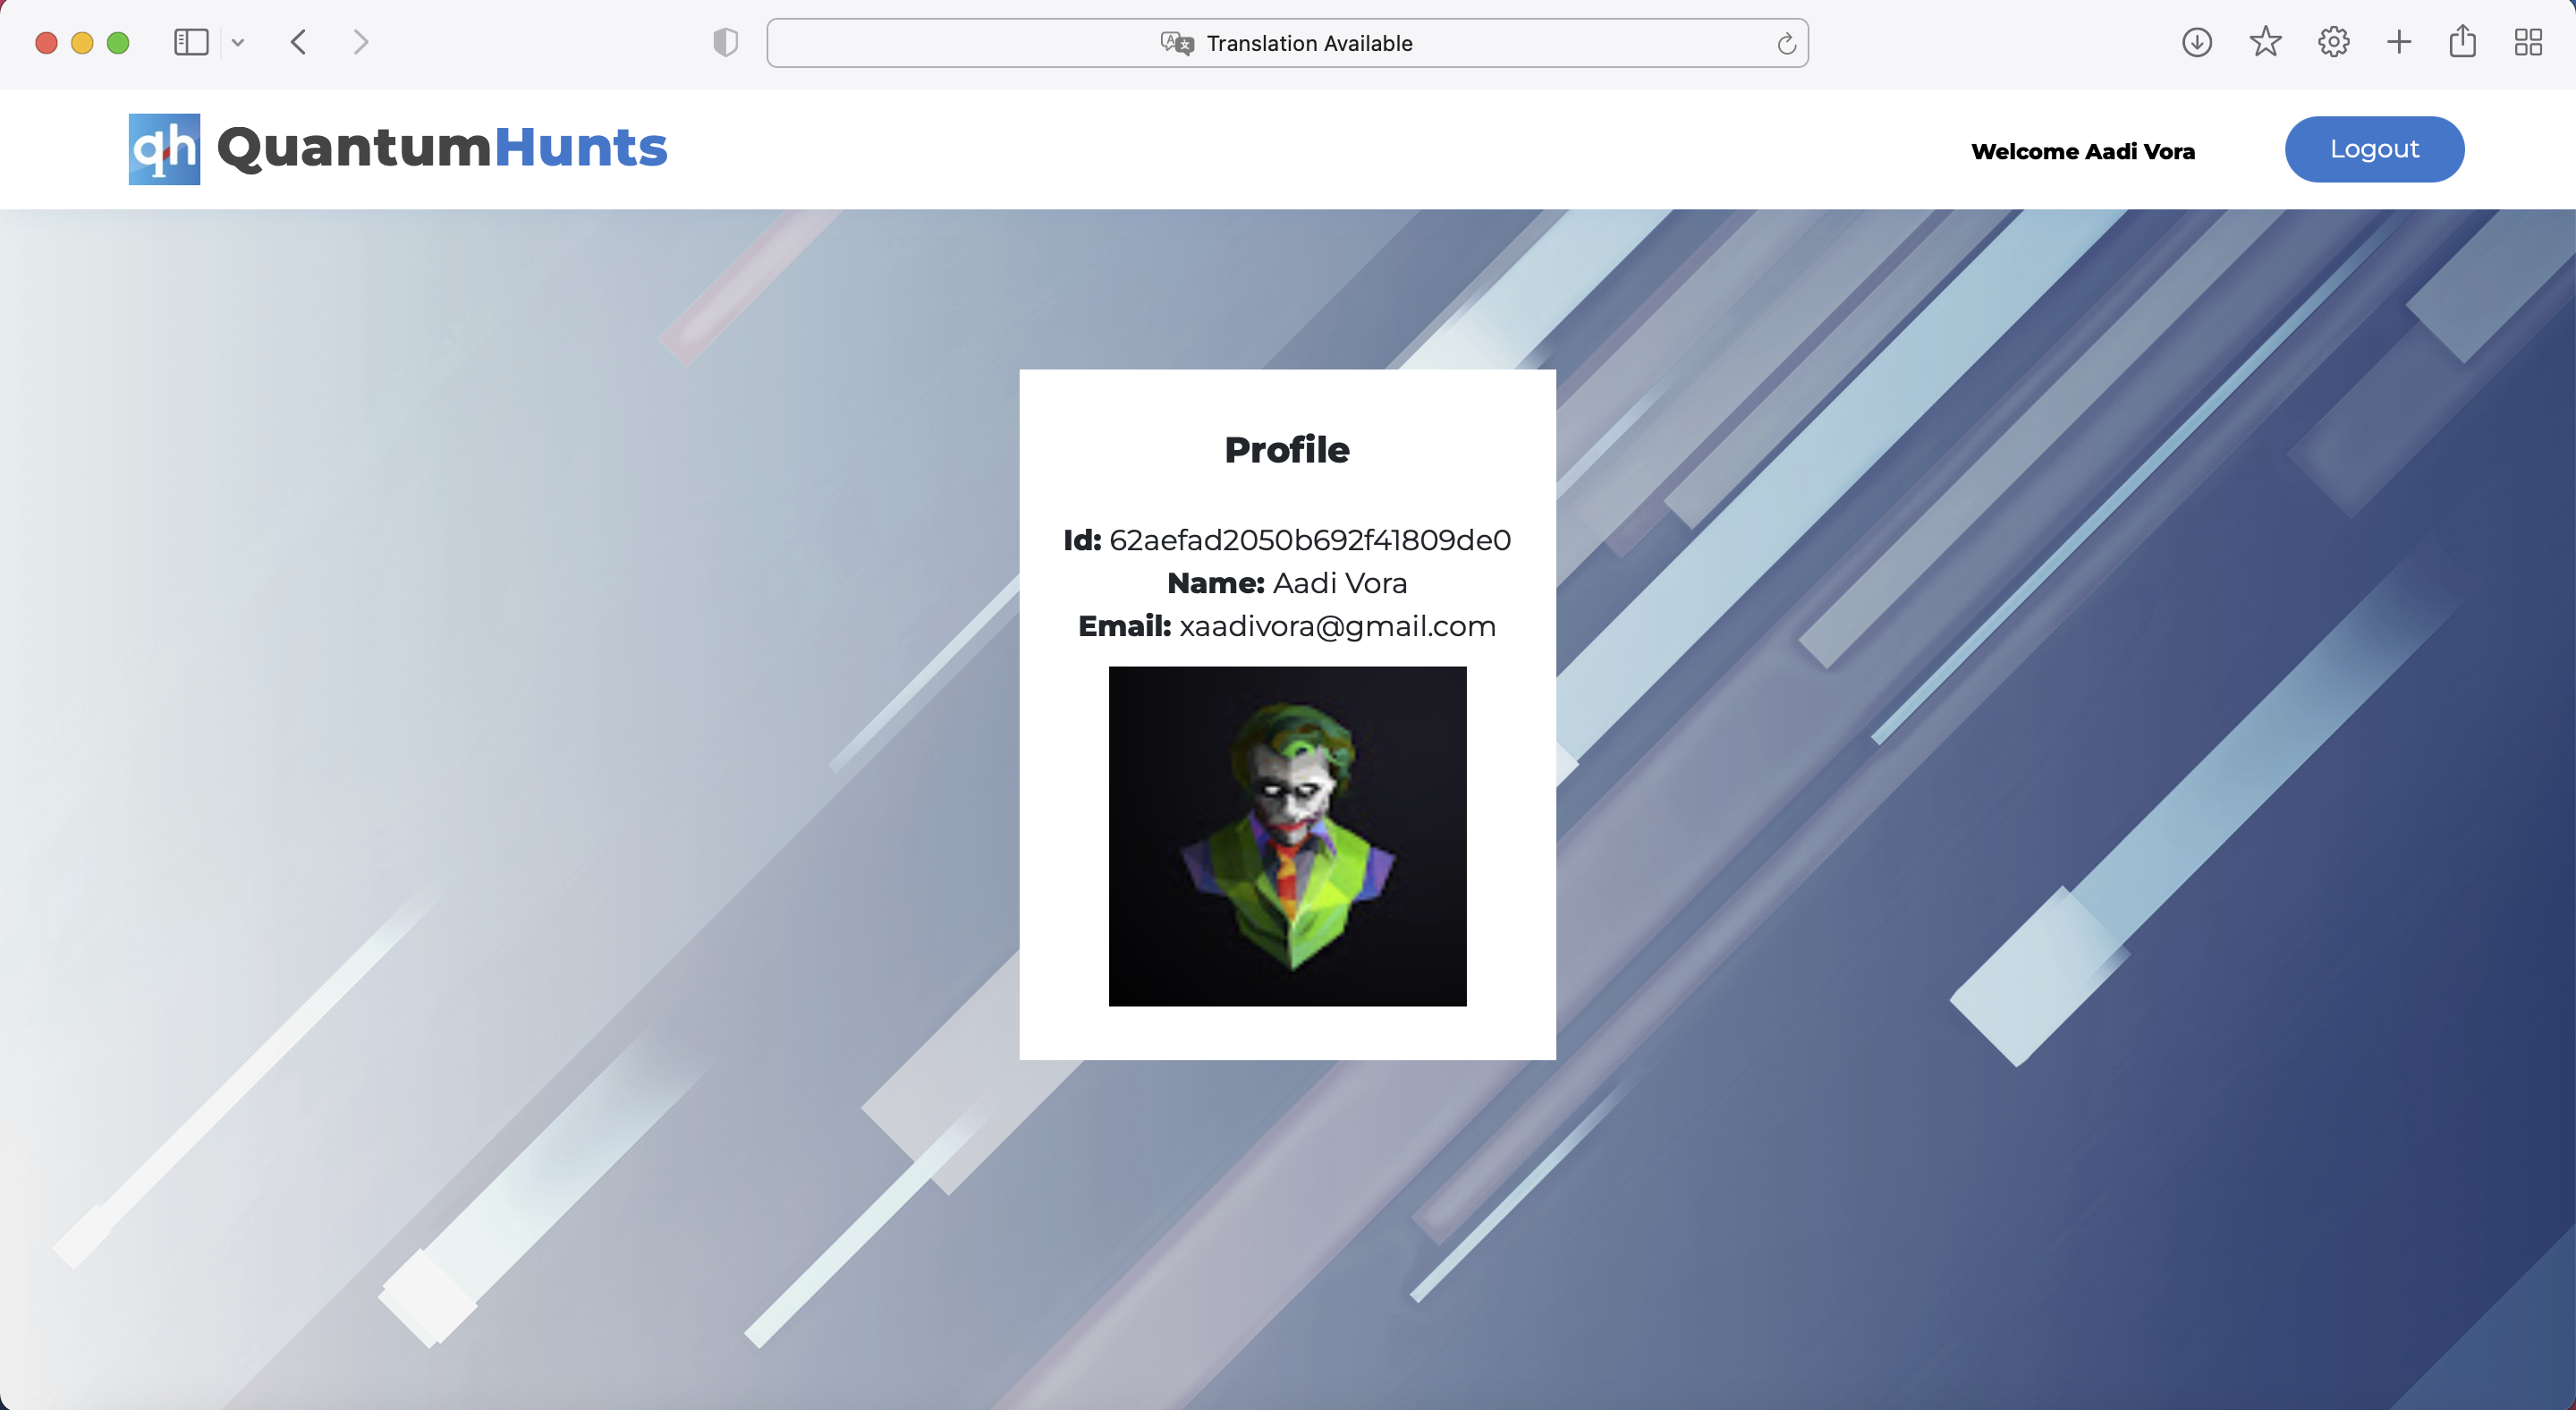 Translation Available
qh QuantumHunts
Welcome Aadi Vora
Logout
Profile
Id: 62aefad2050b692f41809de0
Name: Aadi Vora
Email: xaadivora@gmail.com